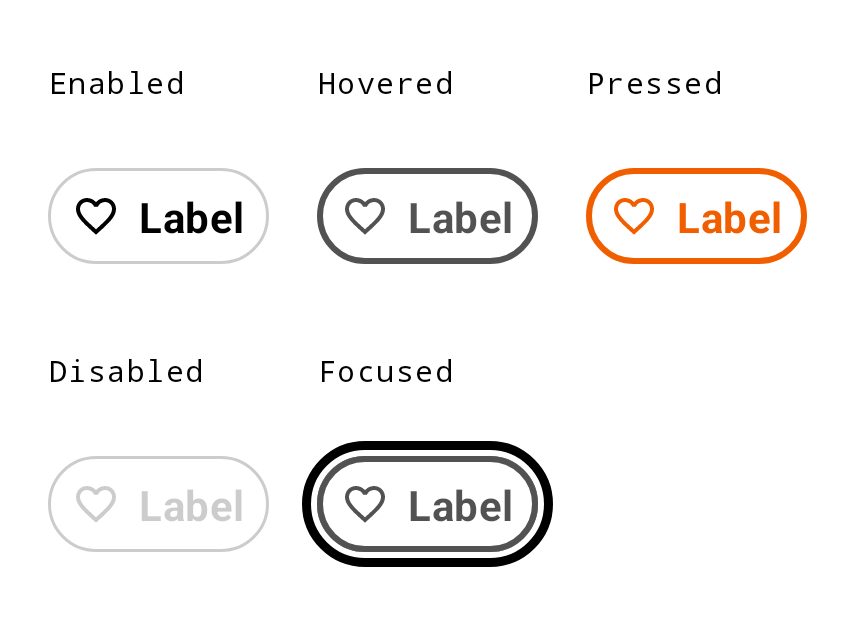 Enabled
Hovered
Pressed
Label
Label
Label
Disabled
Focused
Label
Label